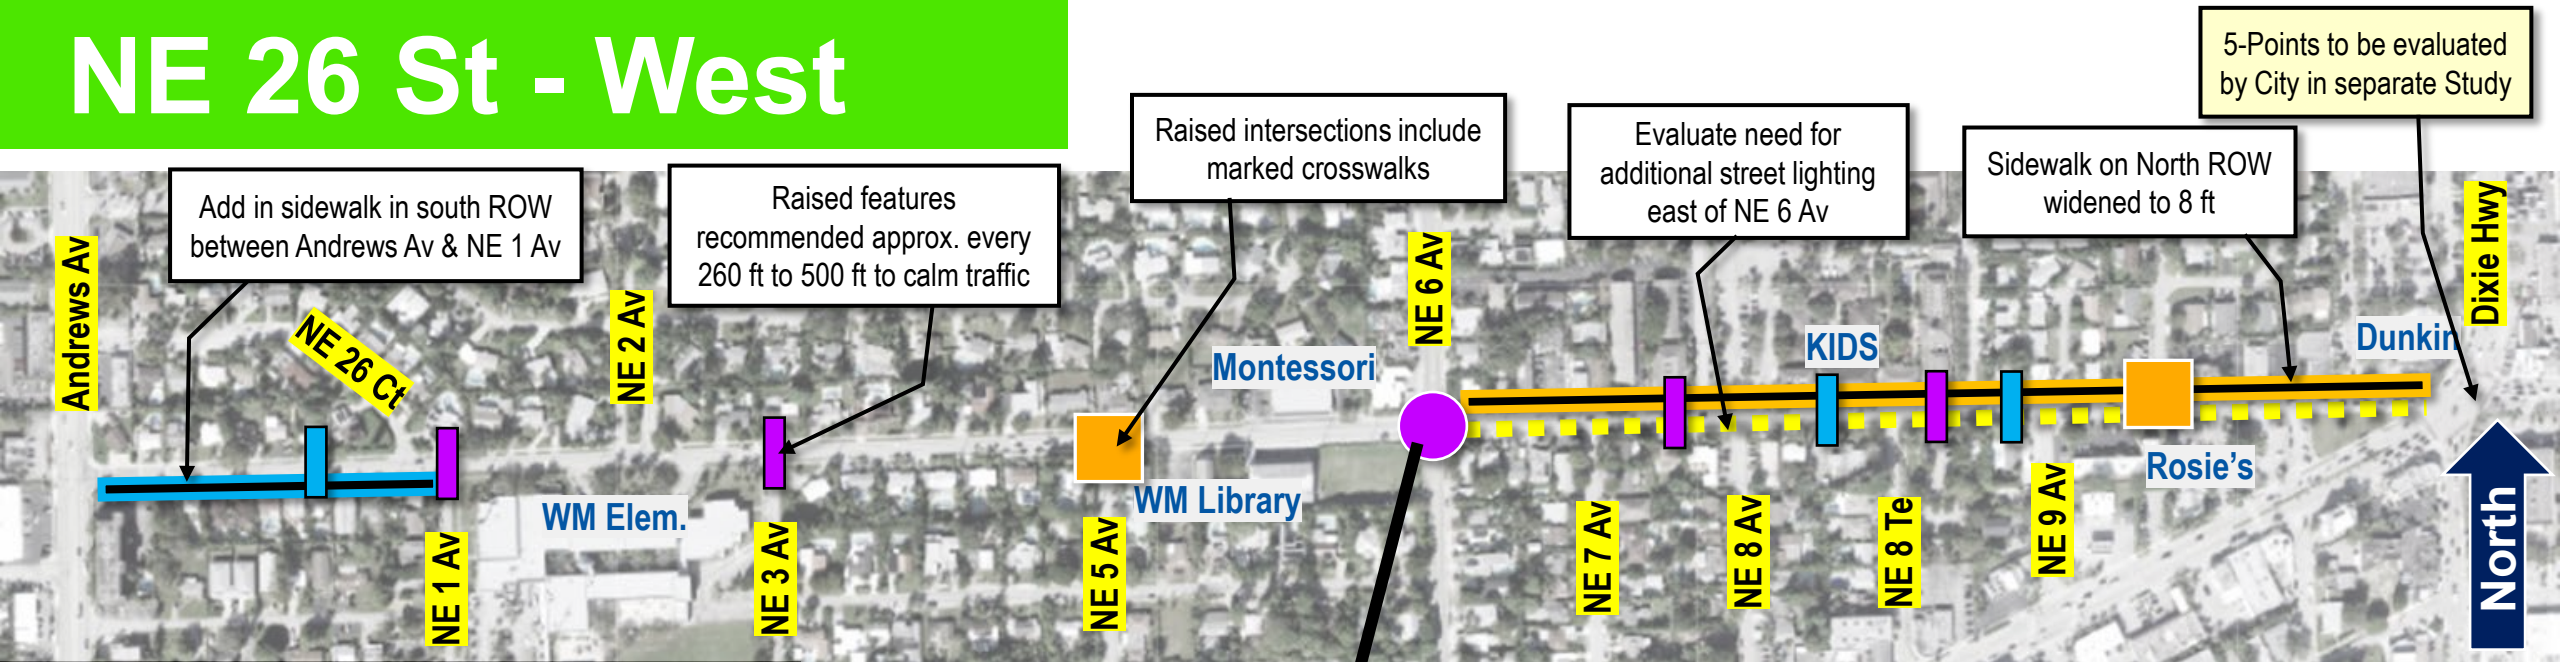 NE 26 St - West
5-Points to be evaluated
by City in separate Study
Raised intersections include
marked crosswalks
Evaluate need for
additional street lighting
east of NE 6 Av
Sidewalk on North ROW
widened to 8 ft
Add in sidewalk in south ROW
between Andrews Av & NE 1 Av
Raised features
recommended approx. every
260 ft to 500 ft to calm traffic
Andrews Av
NE 26 Ct
NE 2 Av
NE 6 Av
Dixie Hwy
Montessori
KIDS
Dunkin
WM Elem.
WM Library
Rosie's
NE 1 Av
NE 3 Av
NE 5 Av
NE 7 Av
NE 8 Av
NE 8 Te
NE 9 Av
North